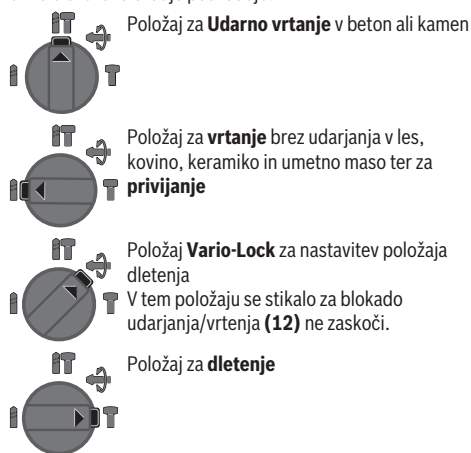 Položaj za Udarno vrtanje v beton ali kamen
Položaj za vrtanje brez udarjanja v les,
kovino, keramiko in umetno maso ter za
privijanje
Položaj Vario-Lock za nastavitev položaja
dletenja
V tem položaju se stikalo za blokado
udarjanja/vrtenja (12) ne zaskoči.
Položaj za dletenje